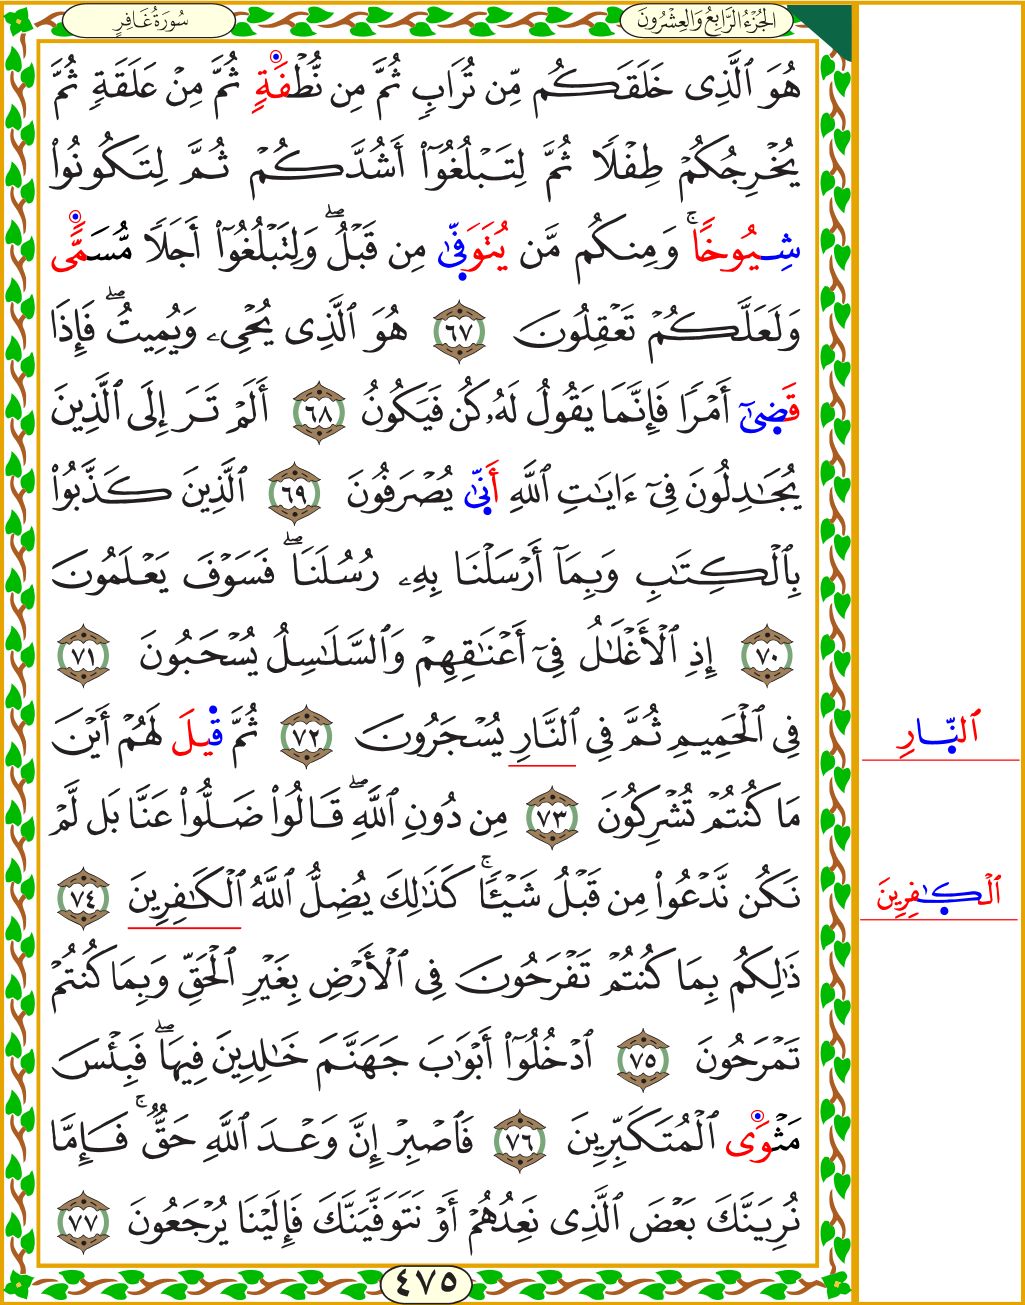 الجُزْءُ الرَّابِعُ وَالعِشْرُونَ
سُورَةُ غَافِرٍ
هُوَ ٱلَّذِى خَلَقَكُم مِّن تُرَابٍ ثُمَّ مِن نُّطْفَةٍ ثُمَّ مِنْ عَلَقَةٍ ثُمَّ
يُخْرِجُكُمْ طِفْلًا ثُمَّ لِتَبْلُغُوٓا۟ أَشُدَّكُمْ ثُمَّ لِتَكُونُوا۟
شِيُوخًا ۚ وَمِنكُم مَّن يُتَوَفَّىٰ مِن قَبْلُ ۖ وَلِتَبْلُغُوٓا۟ أَجَلًا مُّسَمًّى
وَلَعَلَّكُمْ تَعْقِلُونَ ٦٧ هُوَ ٱلَّذِى يُحْىِۦ وَيُمِيتُ ۖ فَإِذَا
قَضِىٰٓ أَمْرًا فَإِنَّمَا يَقُولُ لَهُۥ كُن فَيَكُونُ ٦٨ أَلَمْ تَرَ إِلَى ٱلَّذِينَ
يُجَـٰدِلُونَ فِىٓ ءَايَـٰتِ ٱللَّهِ أَنِّىٰ يُصْرَفُونَ ٦٩ ٱلَّذِينَ كَذَّبُوا۟
بِٱلْكِتَـٰبِ وَبِمَآ أَرْسَلْنَا بِهِۦ رُسُلَنَا ۖ فَسَوْفَ يَعْلَمُونَ
٧٠ إِذِ ٱلْأَغْلَـٰلُ فِىٓ أَعْنَـٰقِهِمْ وَٱلسَّلَـٰسِلُ يُسْحَبُونَ ٧١
فِى ٱلْحَمِيمِ ثُمَّ فِى ٱلنَّارِ يُسْجَرُونَ ٧٢ ثُمَّ قِيلَ لَهُمْ أَيْنَ
ٱلنِّارِ
مَا كُنتُمْ تُشْرِكُونَ ٧٣ مِن دُونِ ٱللَّهِ ۖ قَالُوا۟ ضَلُّوا۟ عَنَّا بَل لَّمْ
نَكُن نَّدْعُوا۟ مِن قَبْلُ شَيْـًٔا ۚ كَذَٰلِكَ يُضِلُّ ٱللَّهُ ٱلْكَـٰفِرِينَ ٧٤
ٱلْكِـٰفِرِينَ
ذَٰلِكُم بِمَا كُنتُمْ تَفْرَحُونَ فِى ٱلْأَرْضِ بِغَيْرِ ٱلْحَقِّ وَبِمَا كُنتُمْ
تَمْرَحُونَ ٧٥ ٱدْخُلُوٓا۟ أَبْوَٰبَ جَهَنَّمَ خَـٰلِدِينَ فِيهَا ۖ فَبِئْسَ
مَثْوَى ٱلْمُتَكَبِّرِينَ ٧٦ فَٱصْبِرْ إِنَّ وَعْدَ ٱللَّهِ حَقٌّ ۚ فَإِمَّا
نُرِيَنَّكَ بَعْضَ ٱلَّذِى نَعِدُهُمْ أَوْ نَتَوَفَّيَنَّكَ فَإِلَيْنَا يُرْجَعُونَ ٧٧
٤٧٥